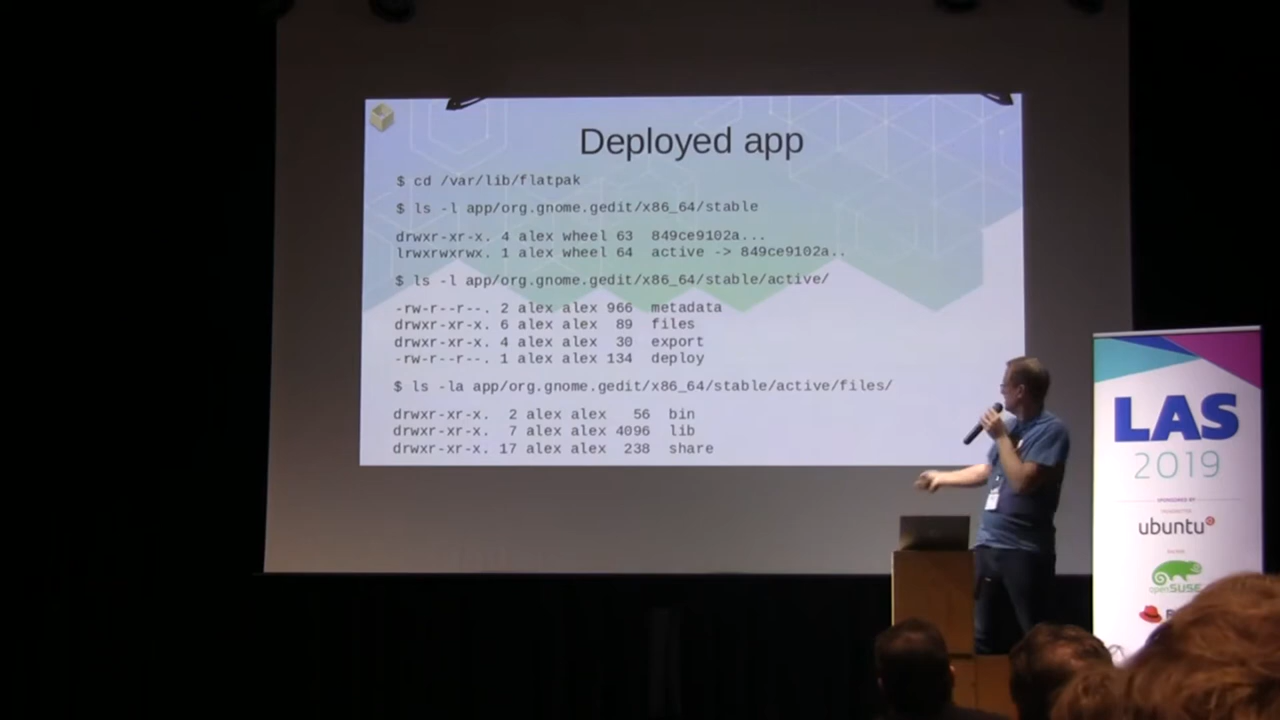 Deployed app
$ cd /var/lib/flatpak
$ ls -l app/org.gnome.gedit/x86_64/stable
drwxr-xr-x. 4 alex wheel 63  849ce9102a...
lrwxrwxrwx. 1 alex wheel 64  active -> 849ce9102a..
$ ls -l app/org.gnome.gedit/x86_64/stable/active/
-rw-r--r--. 2 alex alex 966  metadata
drwxr-xr-x. 6 alex alex  89  files
drwxr-xr-x. 4 alex alex  30  export
-rw-r--r--. 1 alex alex 134  deploy
$ ls -la app/org.gnome.gedit/x86_64/stable/active/files/
drwxr-xr-x.  2 alex alex   56  bin
drwxr-xr-x.  7 alex alex 4096  lib
drwxr-xr-x. 17 alex alex  238  share
LAS
2019
SPONSORED BY
ubuntu
openSUSE